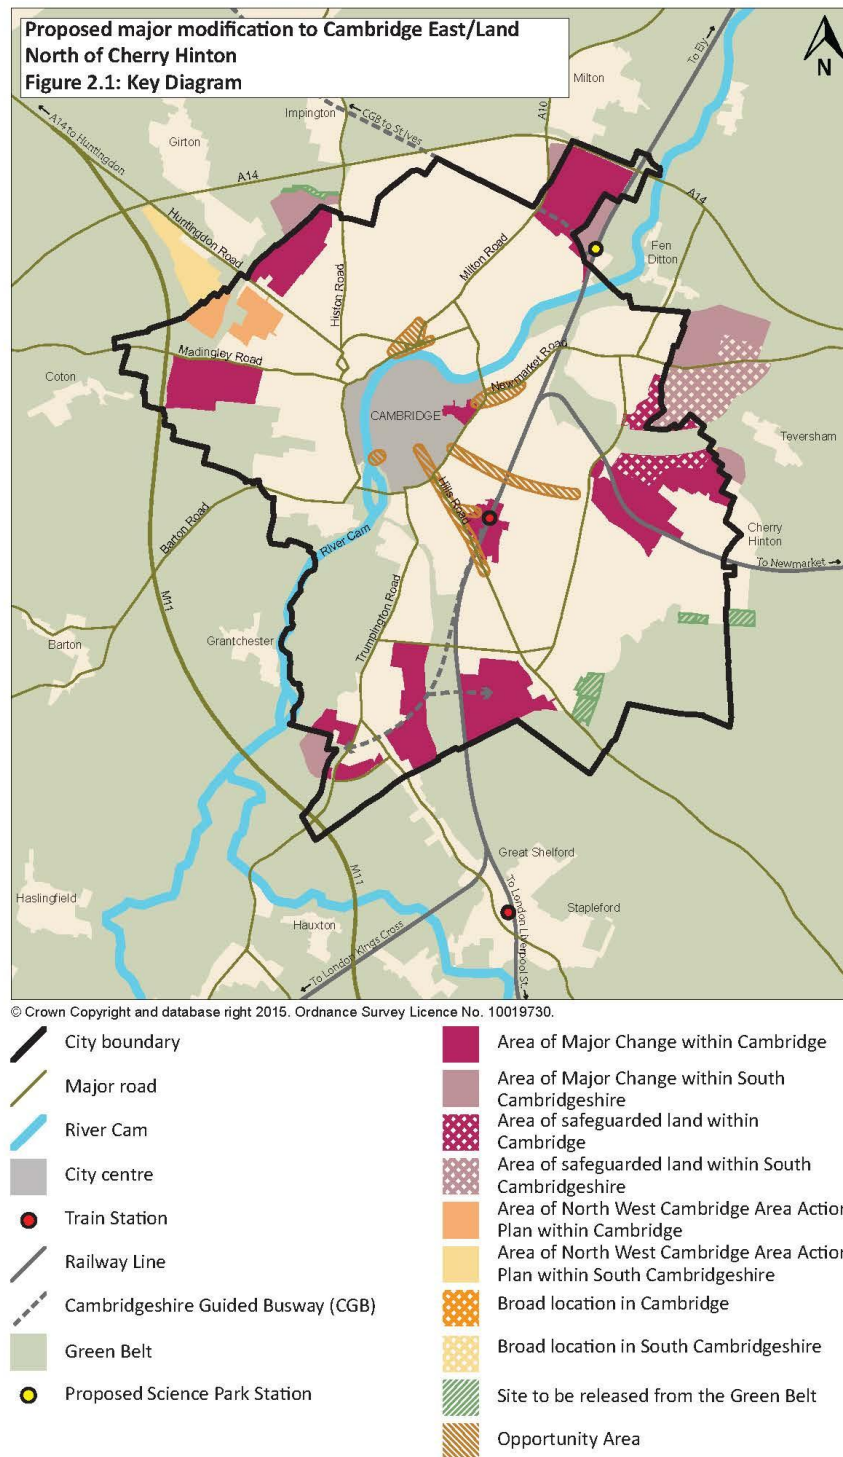 Proposed major modification to Cambridge East/Land
North of Cherry Hinton
Figure 2.1: Key Diagram
N
To Ely
Milton
A10
Impington
CGB to St Ives
A14 to Huntingdon
Girton
A14
A14
Huntingdon Road
Histon Road
Milton Road
Fen
Ditton
Madingley Road
Coton
Newmarket Road
CAMBRIDGE
Teversham
Hills Road
Cherry
Hinton
To Newmarket
Barton Road
River Cam
M11
Trumpington Road
Grantchester
Barton
Great Shelford
M11
Haslingfield
Hauxton
Stapleford
To London Kings Cross
To London Liverpool St.
© Crown Copyright and database right 2015. Ordnance Survey Licence No. 10019730.
City boundary
Major road
River Cam
City centre
Train Station
Railway Line
Cambridgeshire Guided Busway (CGB)
Green Belt
Proposed Science Park Station
Area of Major Change within Cambridge
Area of Major Change within South
Cambridgeshire
Area of safeguarded land within
Cambridge
Area of safeguarded land within South
Cambridgeshire
Area of North West Cambridge Area Action
Plan within Cambridge
Area of North West Cambridge Area Action
Plan within South Cambridgeshire
Broad location in Cambridge
Broad location in South Cambridgeshire
Site to be released from the Green Belt
Opportunity Area